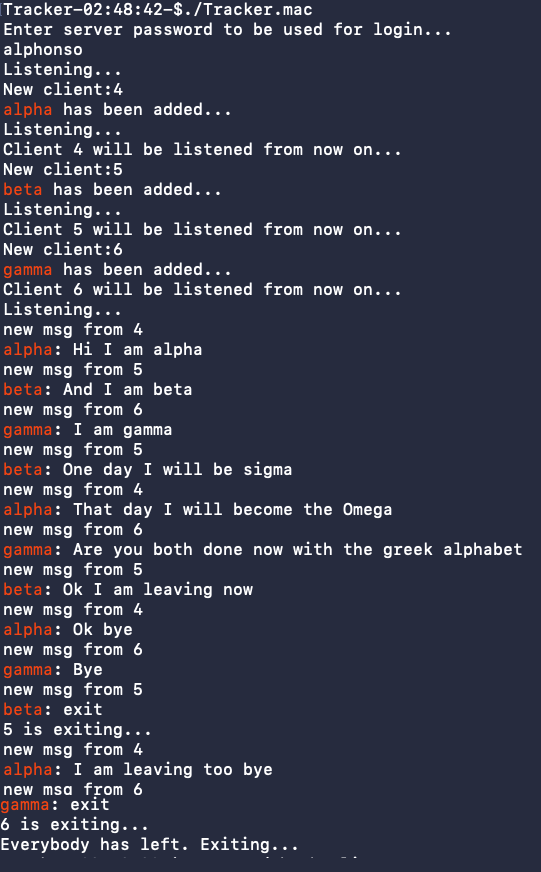 Tracker-02:48:42-$./Tracker.mac
Enter server password to be used for login...
alphonso
Listening...
New client:4
alpha has been added...
Listening...
Client 4 will be listened from now on...
New client:5
beta has been added...
Listening...
Client 5 will be listened from now on...
New client:6
gamma has been added...
Client 6 will be listened from now on...
Listening...
new msg from 4
alpha: Hi I am alpha
new msg from 5
beta: And I am beta
new msg from 6
gamma: I am gamma
new msg from 5
beta: One day I will be sigma
new msg from 4
alpha: That day I will become the Omega
new msg from 6
gamma: Are you both done now with the greek alphabet
new msg from 5
beta: Ok I am leaving now
new msg from 4
alpha: Ok bye
new msg from 6
gamma: Bye
new msg from 5
beta: exit
5 is exiting...
new msg from 4
alpha: I am leaving too bye
new msg from 6
gamma: exit
6 is exiting...
Everybody has left. Exiting...